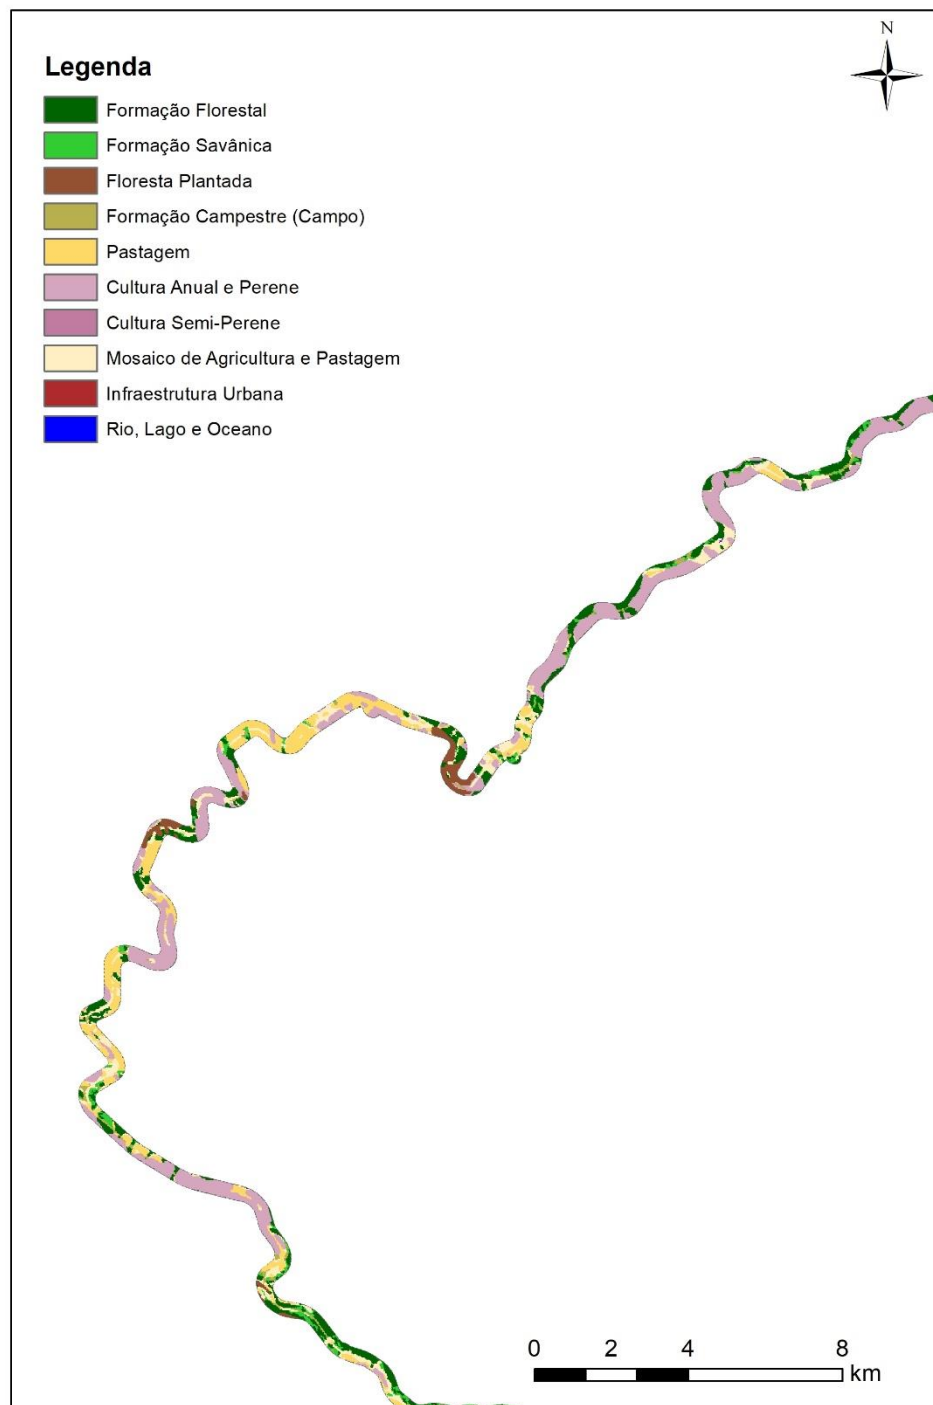 N
Legenda
Formação Florestal
Formação Savânica
Floresta Plantada
Formação Campestre (Campo)
Pastagem
Cultura Anual e Perene
Cultura Semi-Perene
Mosaico de Agricultura e Pastagem
Infraestrutura Urbana
Rio, Lago e Oceano
0 2 4 8
km